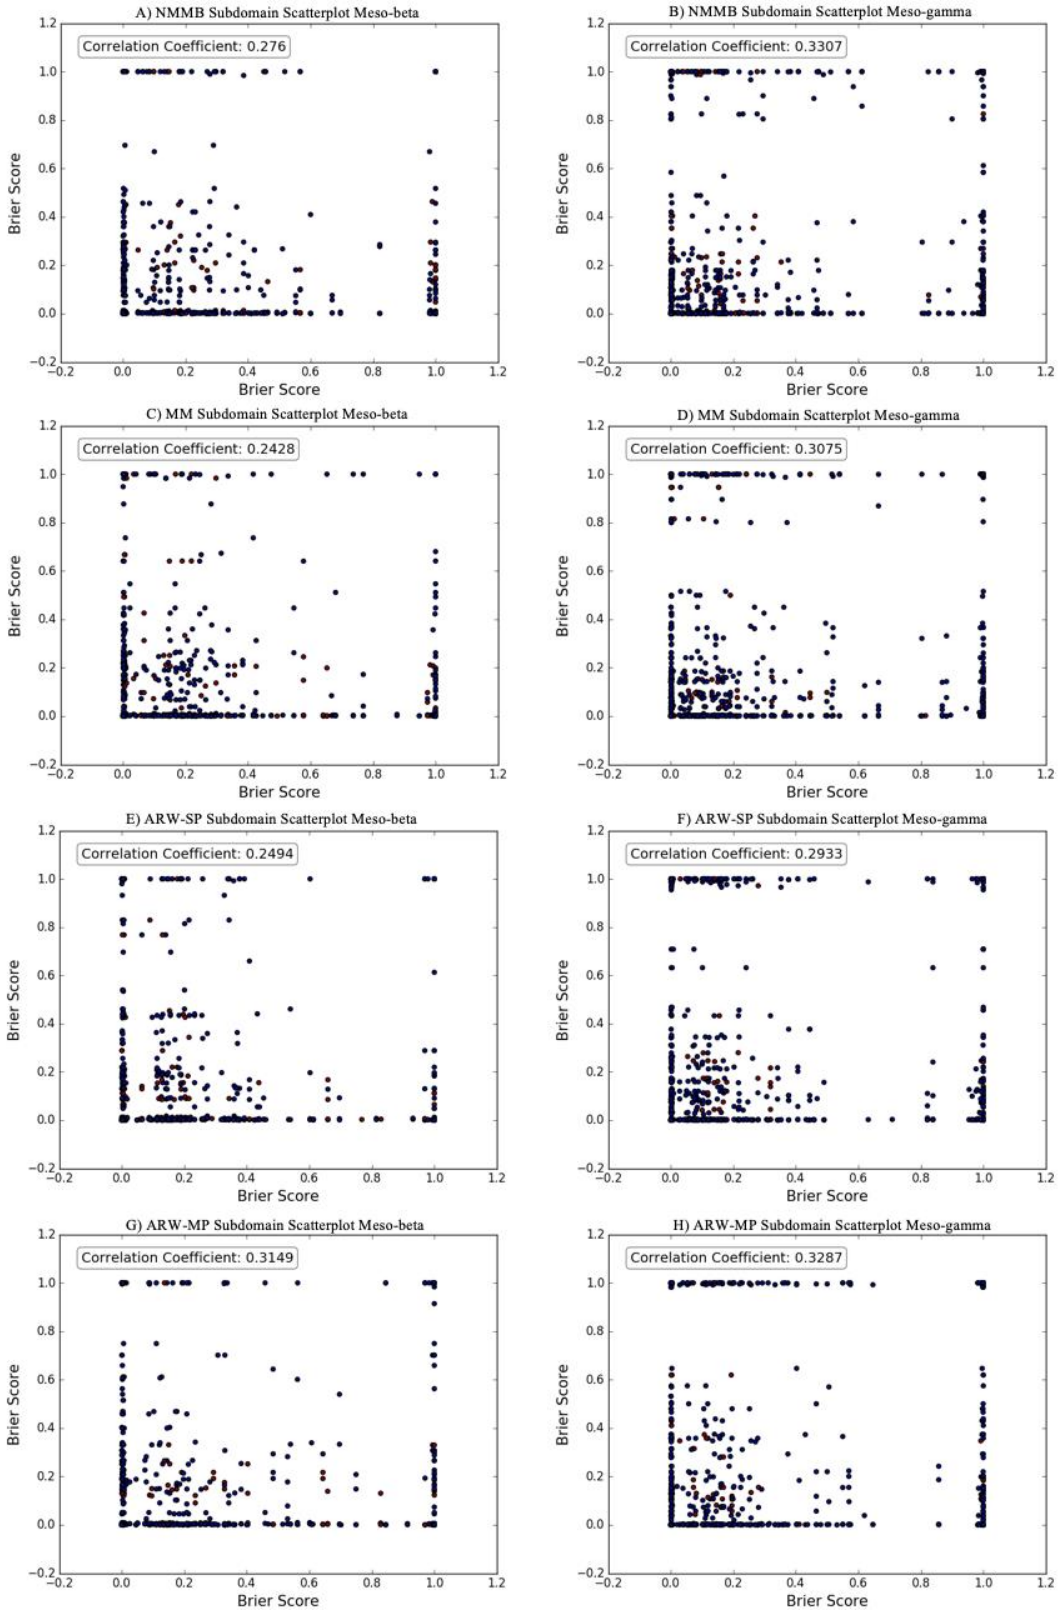 A) NMMB Subdomain Scatterplot Meso-beta
Correlation Coefficient: 0.276
1.2
1.0
0.8
0.6
0.4
0.2
0.0
−0.2
Brier Score
−0.2 0.0 0.2 0.4 0.6 0.8 1.0 1.2
Brier Score
B) NMMB Subdomain Scatterplot Meso-gamma
Correlation Coefficient: 0.3307
1.2
1.0
0.8
0.6
0.4
0.2
0.0
−0.2
Brier Score
−0.2 0.0 0.2 0.4 0.6 0.8 1.0 1.2
Brier Score
C) MM Subdomain Scatterplot Meso-beta
Correlation Coefficient: 0.2428
1.2
1.0
0.8
0.6
0.4
0.2
0.0
−0.2
Brier Score
−0.2 0.0 0.2 0.4 0.6 0.8 1.0 1.2
Brier Score
D) MM Subdomain Scatterplot Meso-gamma
Correlation Coefficient: 0.3075
1.2
1.0
0.8
0.6
0.4
0.2
0.0
−0.2
Brier Score
−0.2 0.0 0.2 0.4 0.6 0.8 1.0 1.2
Brier Score
E) ARW-SP Subdomain Scatterplot Meso-beta
Correlation Coefficient: 0.2494
1.2
1.0
0.8
0.6
0.4
0.2
0.0
−0.2
Brier Score
−0.2 0.0 0.2 0.4 0.6 0.8 1.0 1.2
Brier Score
F) ARW-SP Subdomain Scatterplot Meso-gamma
Correlation Coefficient: 0.2933
1.2
1.0
0.8
0.6
0.4
0.2
0.0
−0.2
Brier Score
−0.2 0.0 0.2 0.4 0.6 0.8 1.0 1.2
Brier Score
G) ARW-MP Subdomain Scatterplot Meso-beta
Correlation Coefficient: 0.3149
1.2
1.0
0.8
0.6
0.4
0.2
0.0
−0.2
Brier Score
−0.2 0.0 0.2 0.4 0.6 0.8 1.0 1.2
Brier Score
H) ARW-MP Subdomain Scatterplot Meso-gamma
Correlation Coefficient: 0.3287
1.2
1.0
0.8
0.6
0.4
0.2
0.0
−0.2
Brier Score
−0.2 0.0 0.2 0.4 0.6 0.8 1.0 1.2
Brier Score